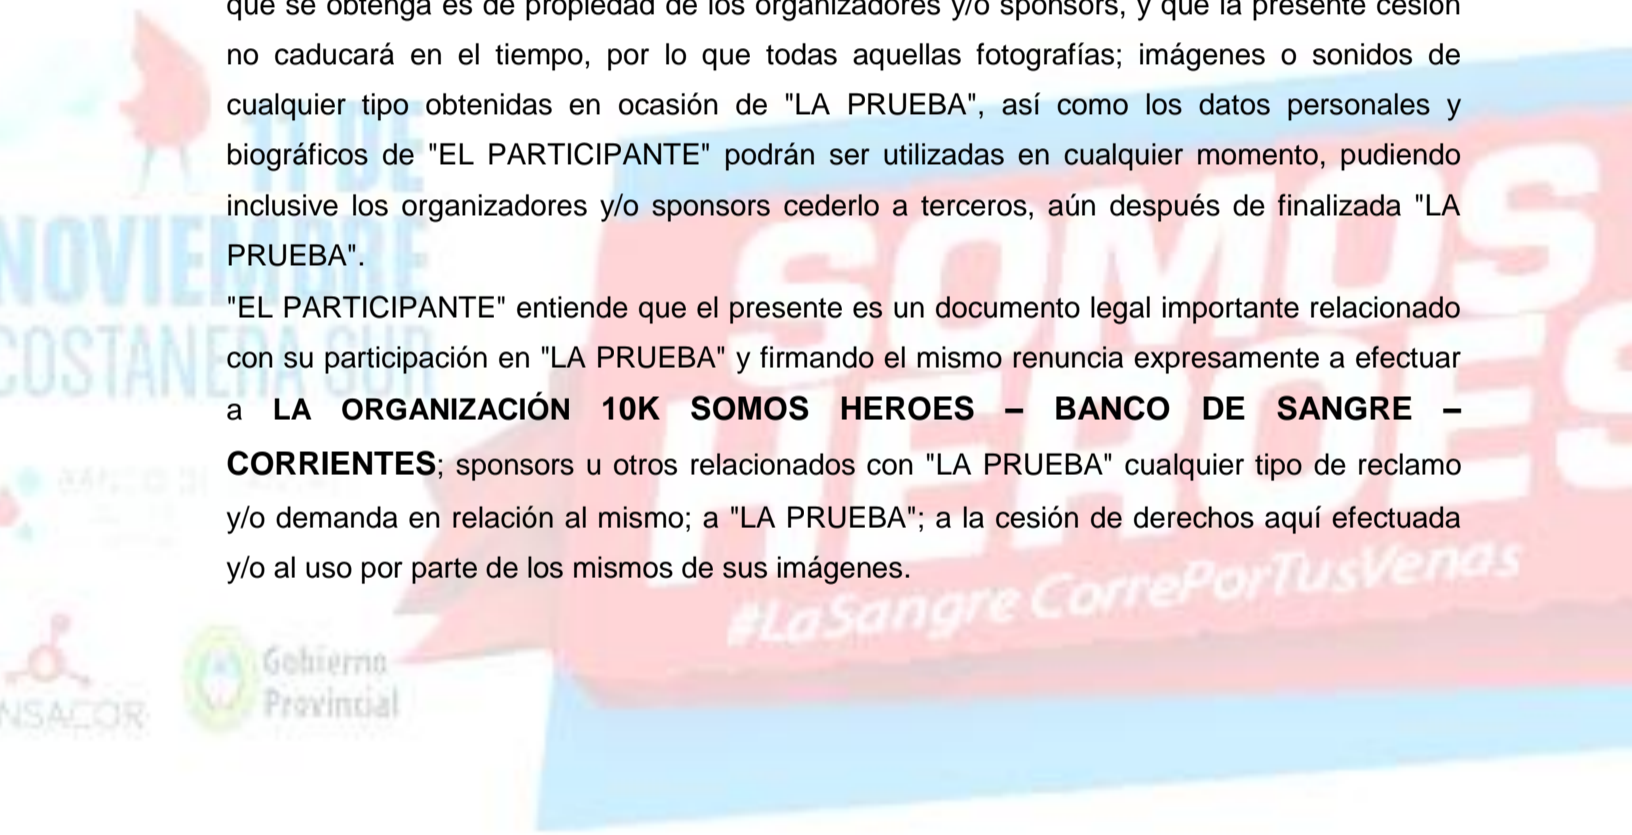 que se obtenga es de propiedad de los organizadores y/o sponsors, y que la presente cesión
no caducará en el tiempo, por lo que todas aquellas fotografías; imágenes o sonidos de
cualquier tipo obtenidas en ocasión de "LA PRUEBA", así como los datos personales y
biográficos de "EL PARTICIPANTE" podrán ser utilizadas en cualquier momento, pudiendo
inclusive los organizadores y/o sponsors cederlo a terceros, aún después de finalizada "LA
PRUEBA".
"EL PARTICIPANTE" entiende que el presente es un documento legal importante relacionado
con su participación en "LA PRUEBA" y firmando el mismo renuncia expresamente a efectuar
a LA ORGANIZACIÓN 10K SOMOS HEROES – BANCO DE SANGRE –
CORRIENTES; sponsors u otros relacionados con "LA PRUEBA" cualquier tipo de reclamo
y/o demanda en relación al mismo; a "LA PRUEBA"; a la cesión de derechos aquí efectuada
y/o al uso por parte de los mismos de sus imágenes.
11 DE
NOVIEMBRE
COSTANERA SUR
SOMOS
HEROES
#LaSangreCorrePorTusVenas
NSACOR
Gobierno
Provincial